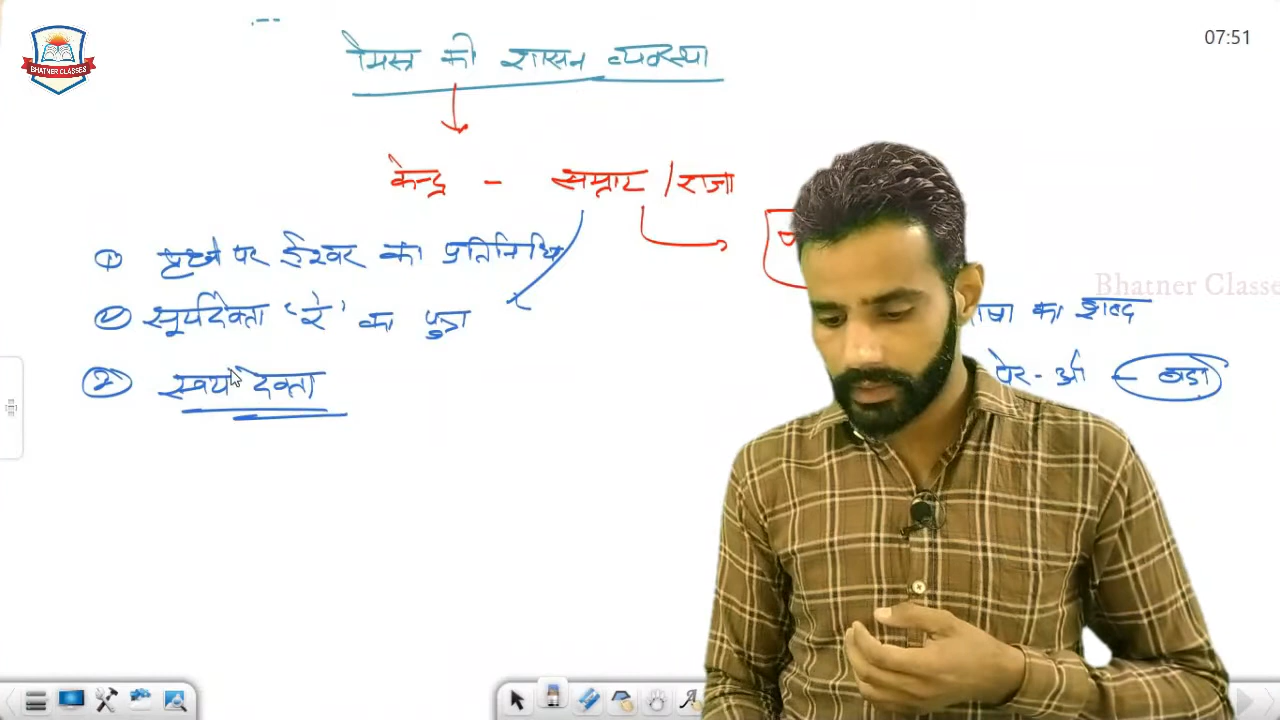 BHATNER CLASSES
07:51
मिस्त्र की शासन व्यवस्था
केन्द्र - सम्राट / राजा
① पृथ्वी पर ईश्वर का प्रतिनिधि
② सूर्यदेवता 'रे' का पुत्र
Bhatner Classe
का शब्द
③ स्वयं देवता
पेर-ओ - बडा